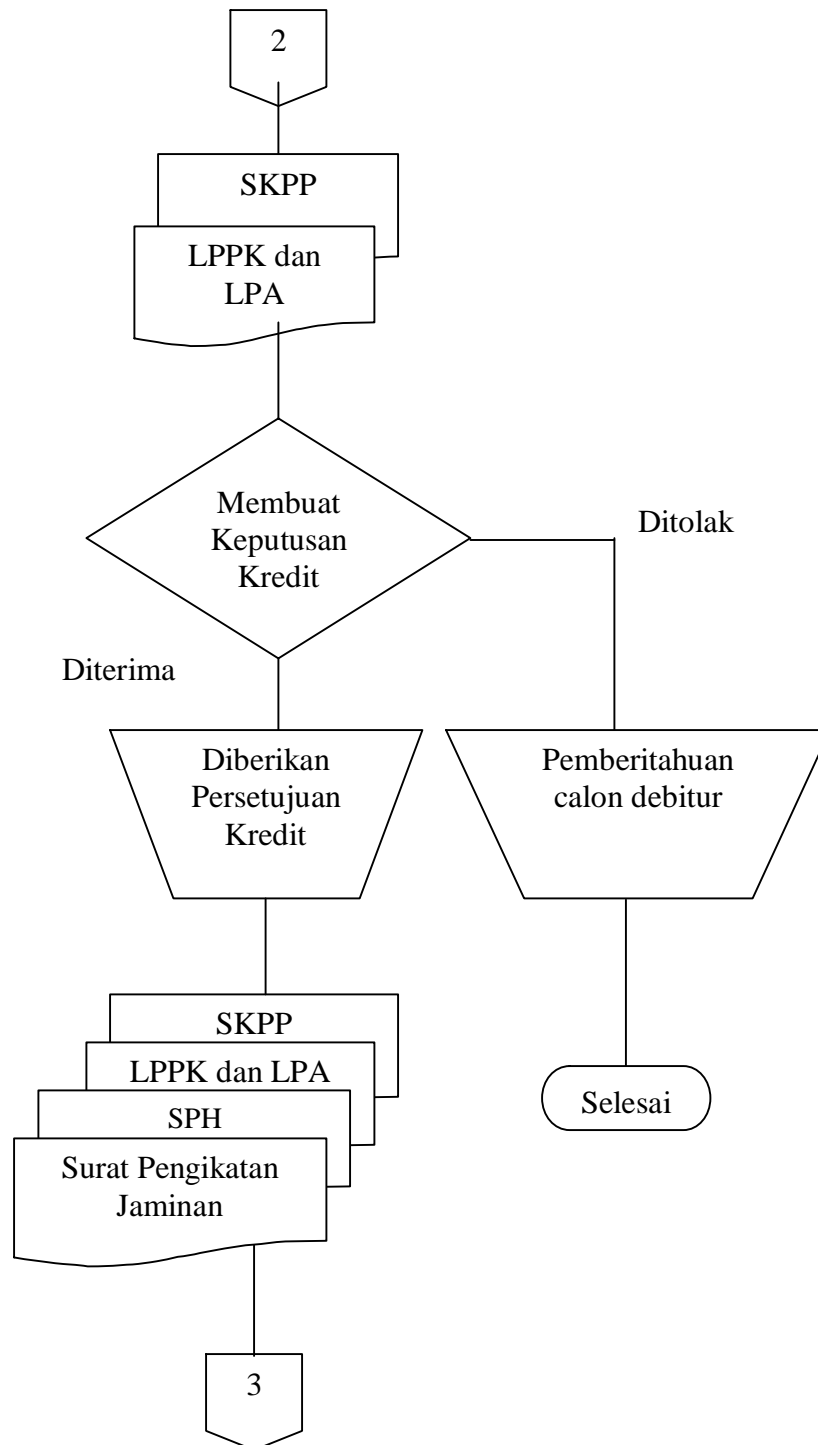 2
SKPP
LPPK dan
LPA
Membuat
Keputusan
Kredit
Ditolak
Diterima
Diberikan
Persetujuan
Kredit
Pemberitahuan
calon debitur
SKPP
LPPK dan LPA
SPH
Surat Pengikatan
Jaminan
Selesai
3